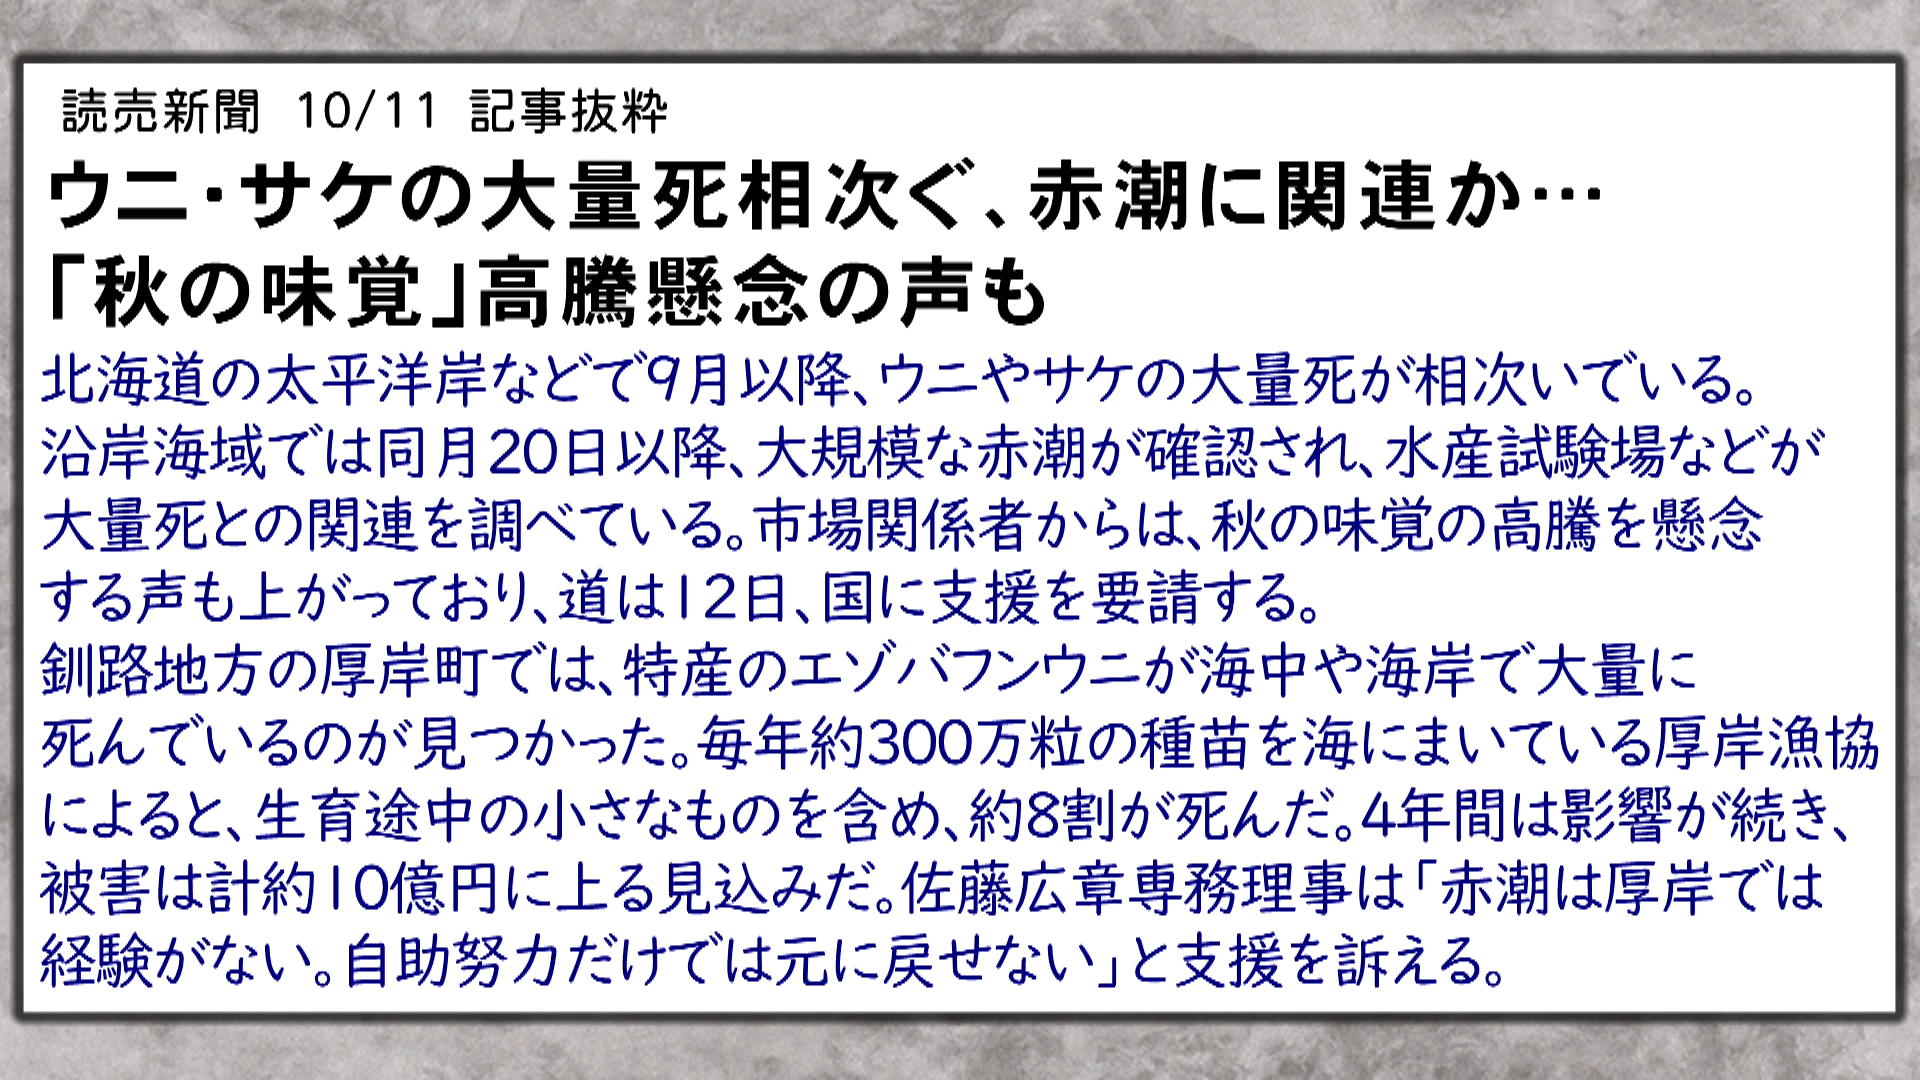 読売新聞 10/11 記事抜粋
ウニ・サケの大量死相次ぐ、赤潮に関連か…
「秋の味覚」高騰懸念の声も
北海道の太平洋岸などで9月以降、ウニやサケの大量死が相次いでいる。
沿岸海域では同月20日以降、大規模な赤潮が確認され、水産試験場などが
大量死との関連を調べている。市場関係者からは、秋の味覚の高騰を懸念
する声も上がっており、道は12日、国に支援を要請する。
釧路地方の厚岸町では、特産のエゾバフンウニが海中や海岸で大量に
死んでいるのが見つかった。毎年約300万粒の種苗を海にまいている厚岸漁協
によると、生育途中の小さなものを含め、約8割が死んだ。4年間は影響が続き、
被害は計約10億円に上る見込みだ。佐藤広章専務理事は「赤潮は厚岸では
経験がない。自助努力だけでは元に戻せない」と支援を訴える。